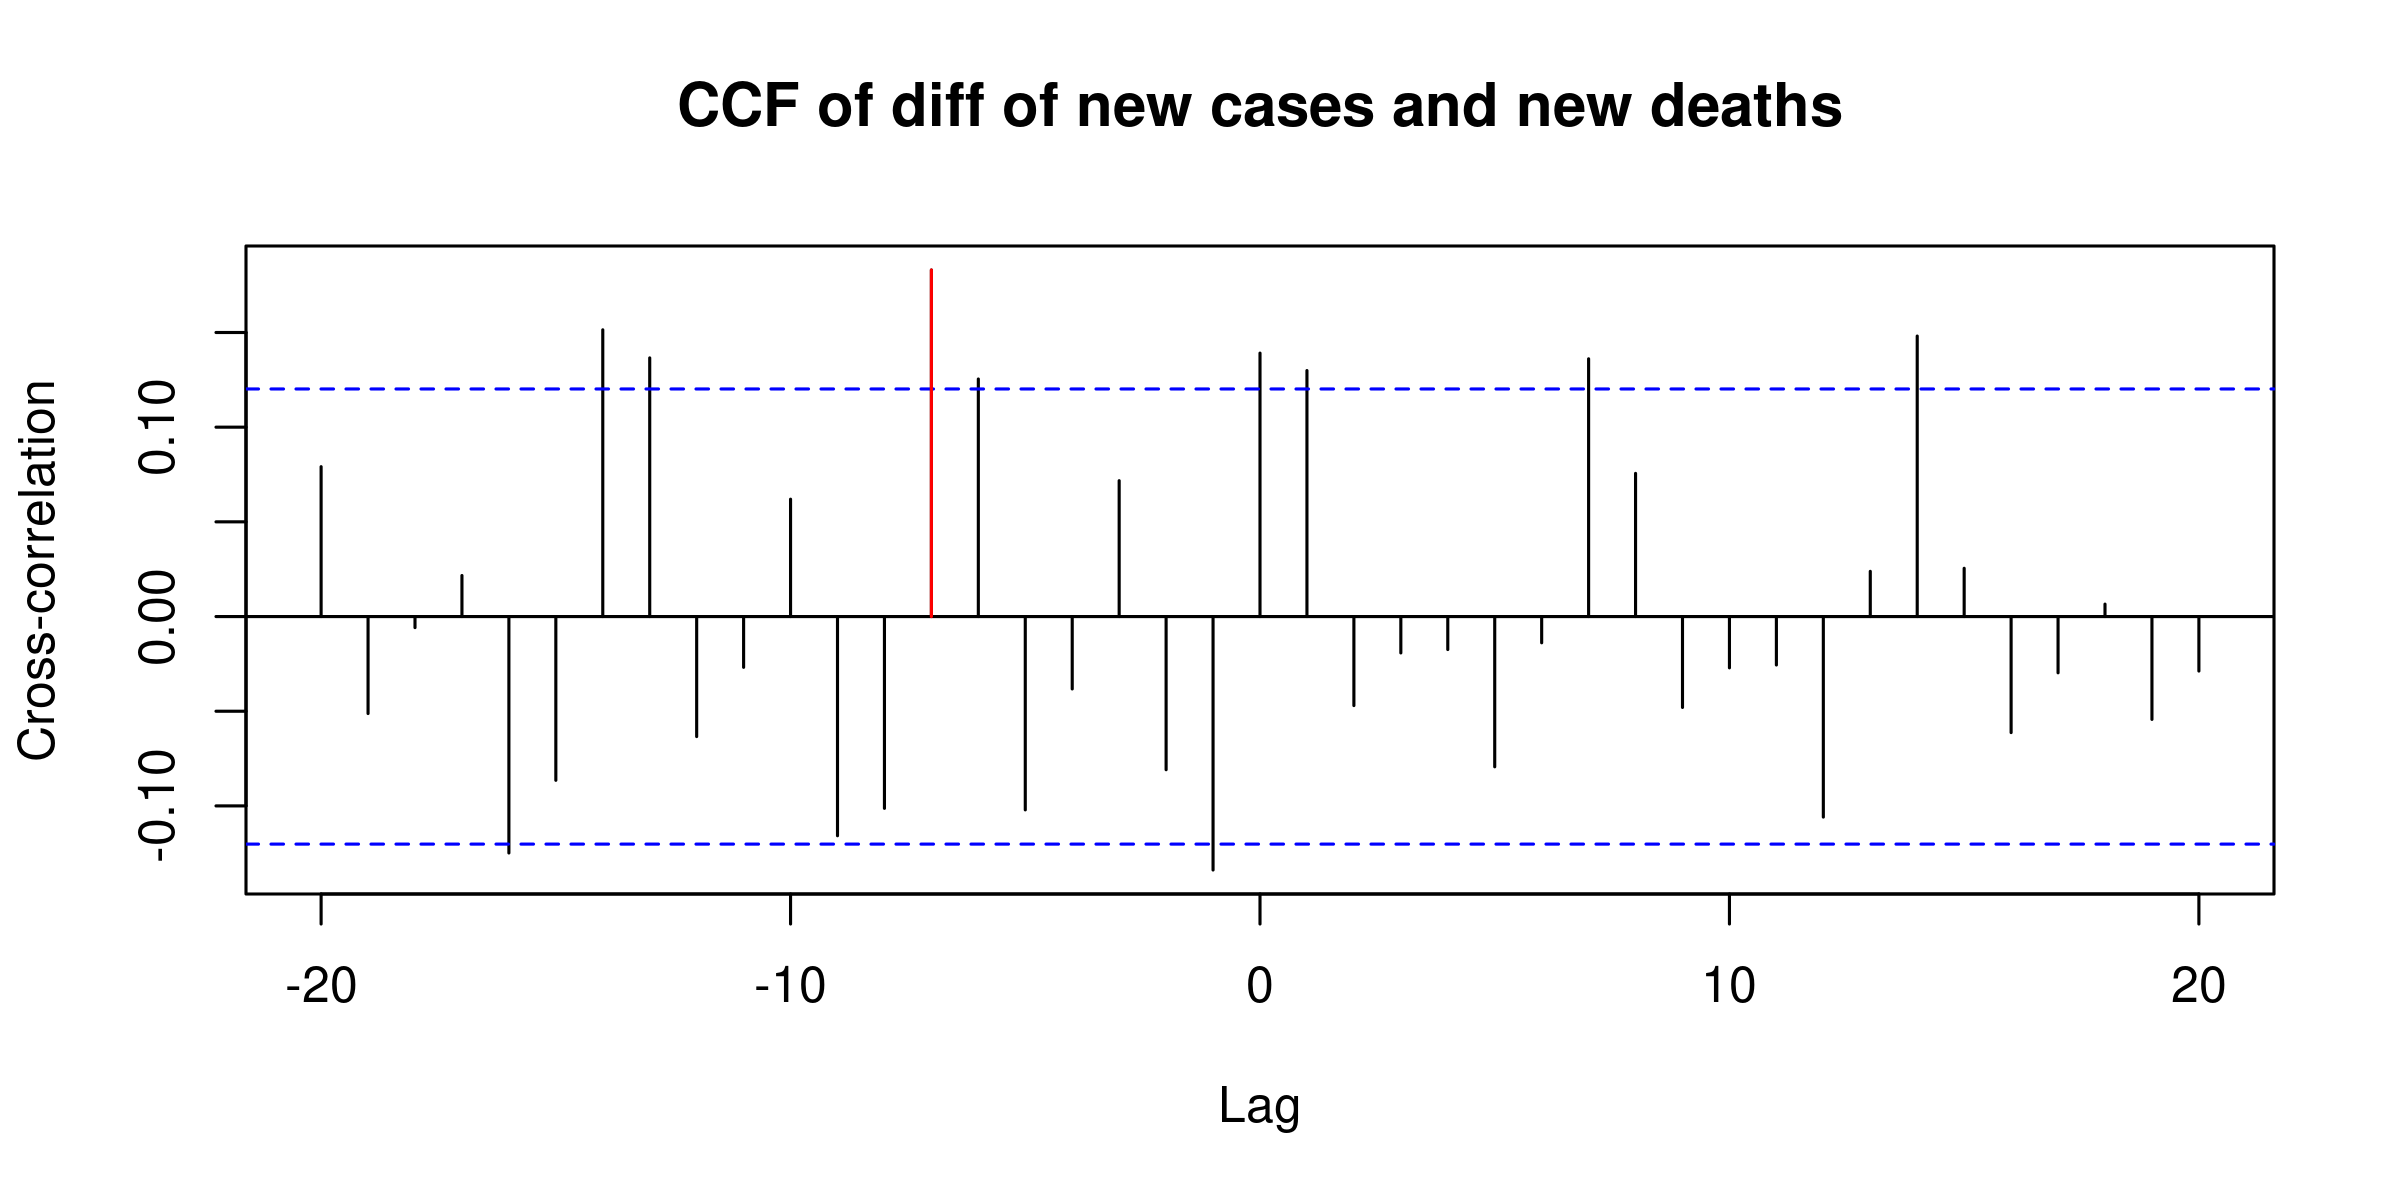 CCF of diff of new cases and new deaths
Cross-correlation
0.10
0.00
-0.10
-20 -10 0 10 20
Lag